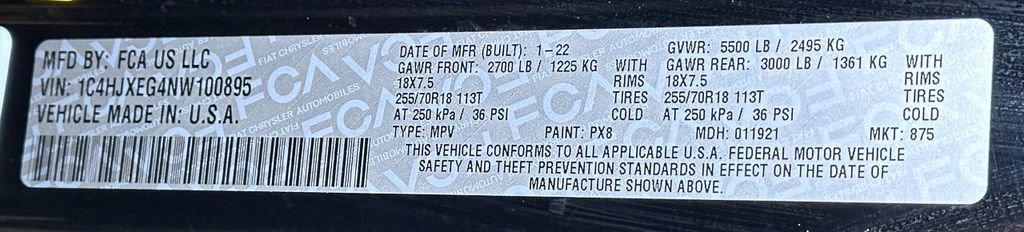 MFD BY: FCA US LLC
VIN: 1C4HJXEG4NW100895
VEHICLE MADE IN: U.S.A.
DATE OF MFR (BUILT): 1-22 GVWR: 5500 LB / 2495 KG
GAWR FRONT: 2700 LB / 1225 KG WITH GAWR REAR: 3000 LB / 1361 KG WITH
18X7.5 RIMS 18X7.5 RIMS
255/70R18 113T TIRES 255/70R18 113T TIRES
AT 250 kPa / 36 PSI COLD AT 250 kPa / 36 PSI COLD
TYPE: MPV PAINT: PX8 MDH: 011921 MKT: 875
THIS VEHICLE CONFORMS TO ALL APPLICABLE U.S.A. FEDERAL MOTOR VEHICLE
SAFETY AND THEFT PREVENTION STANDARDS IN EFFECT ON THE DATE OF
MANUFACTURE SHOWN ABOVE.